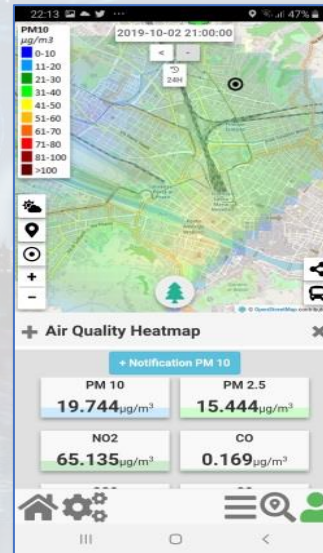 22:13 47%
PM10
µg/m3
0-10
11-20
21-30
31-40
41-50
51-60
61-70
71-80
81-100
>100
2019-10-02 21:00:00
< -
24H
+
-
© OpenStreetMap
+ Air Quality Heatmap ×
+ Notification PM 10
PM 10
19.744µg/m³
PM 2.5
15.444µg/m³
NO2
65.135µg/m³
CO
0.169µg/m³